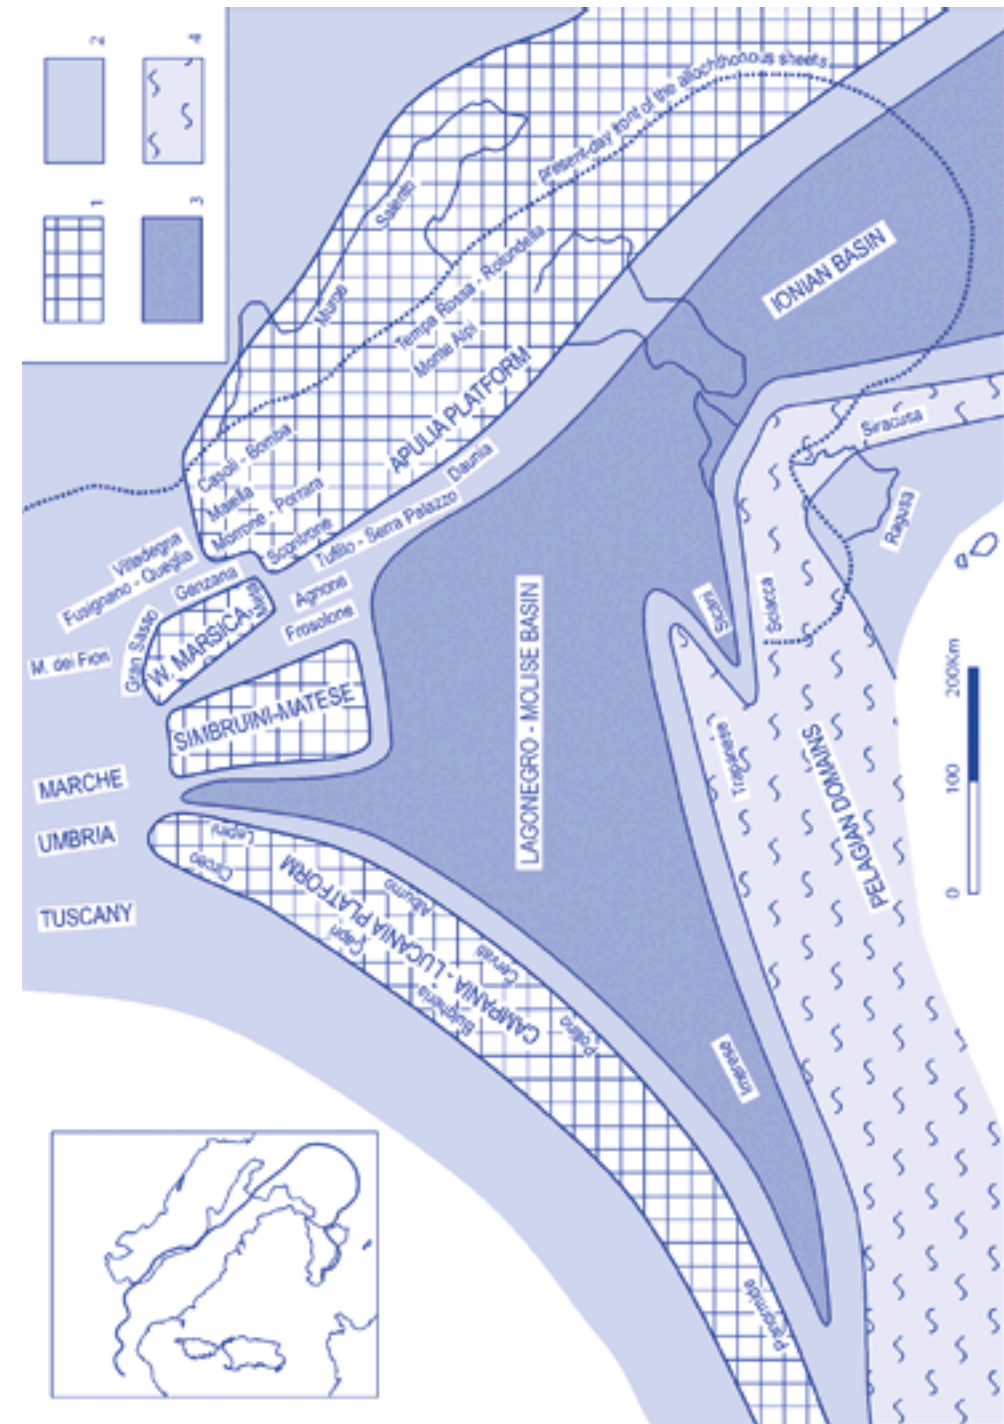 1
2
3
4
present-day front of the allochthonous sheets
Salento
Murge
Tempa Rossa - Rotondella
Monte Alpi
APULIA PLATFORM
IONIAN BASIN
Casoli - Bomba
Maiella
Morrone - Porrara
Scontrone
Daunia
Tufillo - Serra Palazzo
Agnone
Frosolone
Villadegna
Fusignano - Queglia
Genzana
Gran Sasso
M. dei Fiori
W. MARSICA
SIMBRUINI-MATESE
MARCHE
UMBRIA
TUSCANY
Lepini
Circeo
CAMPANIA - LUCANIA PLATFORM
Alburno
Capri
Cervati
Bulgheria
Pollino
Panormide
LAGONEGRO - MOLISE BASIN
Imerese
Sicani
Sciacca
Trapanese
PELAGIAN DOMAINS
Siracusa
Ragusa
0
100
200Km